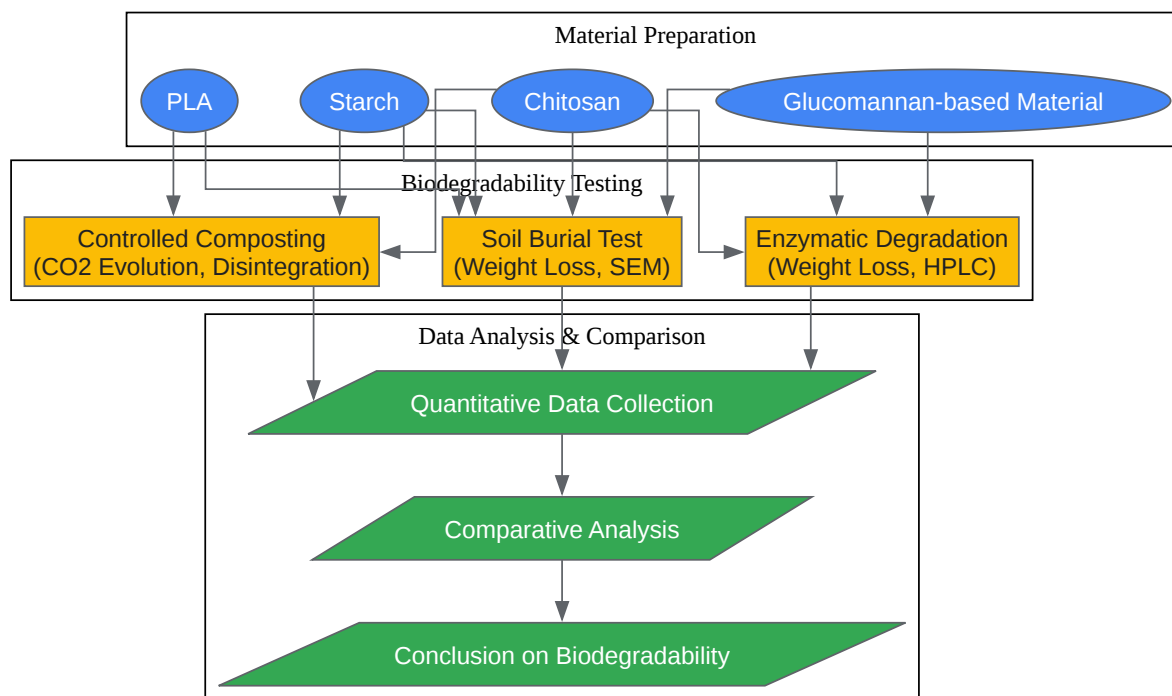 Material Preparation
PLA
Starch
Chitosan
Glucomannan-based Material
Biodegradability Testing
Controlled Composting
(CO2 Evolution, Disintegration)
Soil Burial Test
(Weight Loss, SEM)
Enzymatic Degradation
(Weight Loss, HPLC)
Data Analysis & Comparison
Quantitative Data Collection
Comparative Analysis
Conclusion on Biodegradability